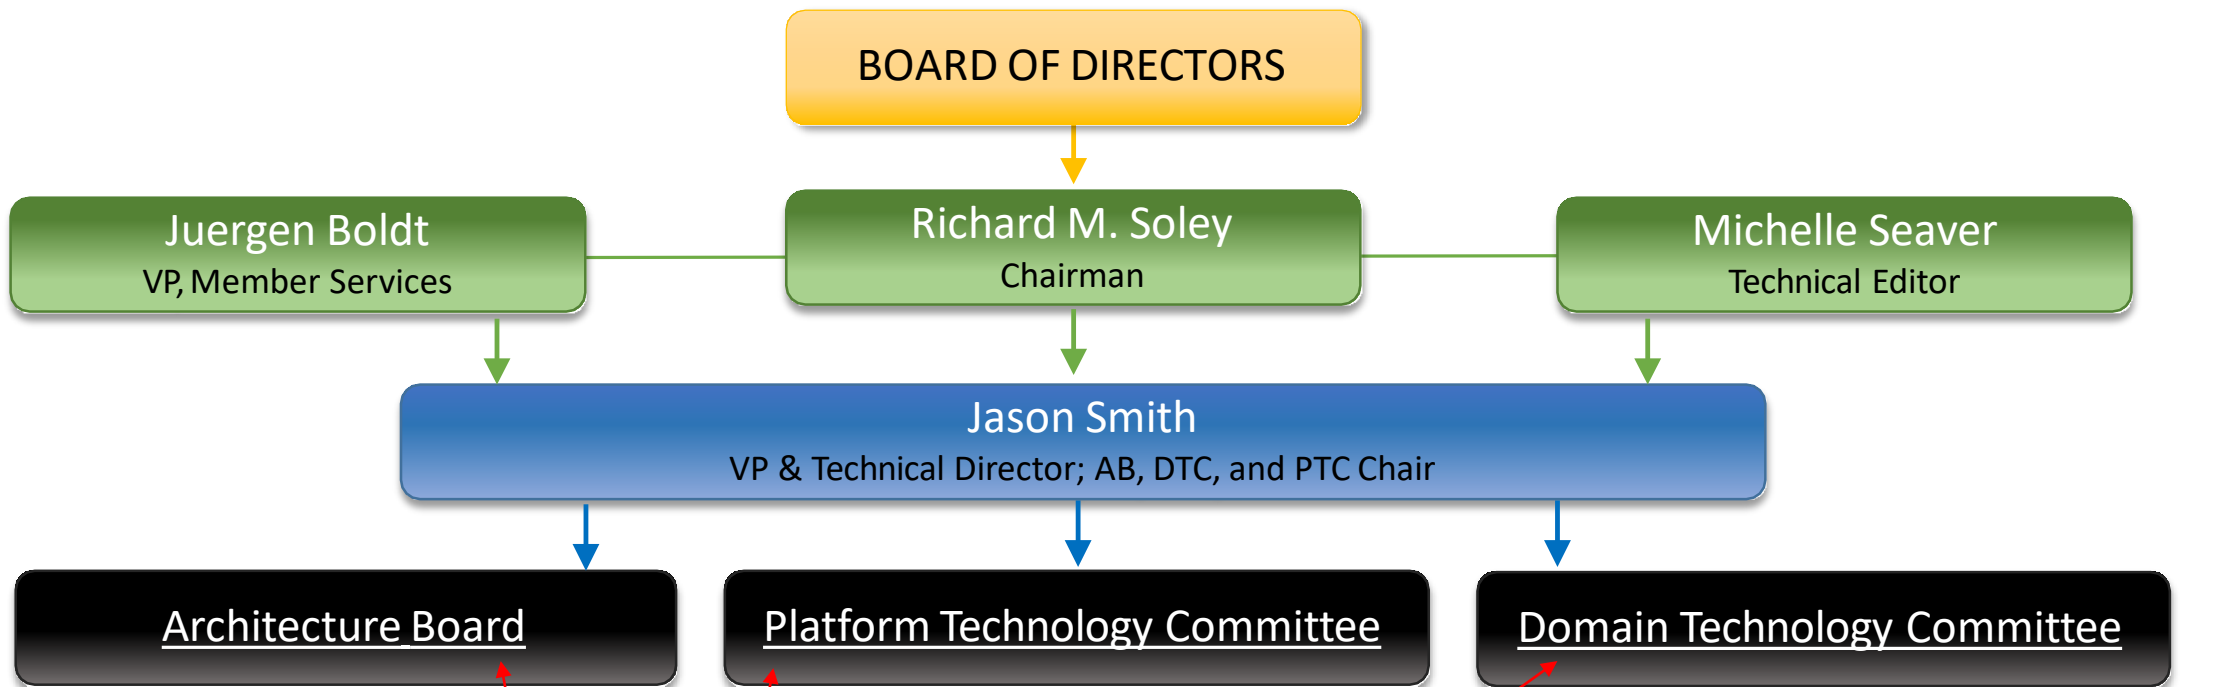 BOARD OF DIRECTORS
Juergen Boldt
VP, Member Services
Richard M. Soley
Chairman
Michelle Seaver
Technical Editor
Jason Smith
VP & Technical Director; AB, DTC, and PTC Chair
Architecture Board
Platform Technology Committee
Domain Technology Committee